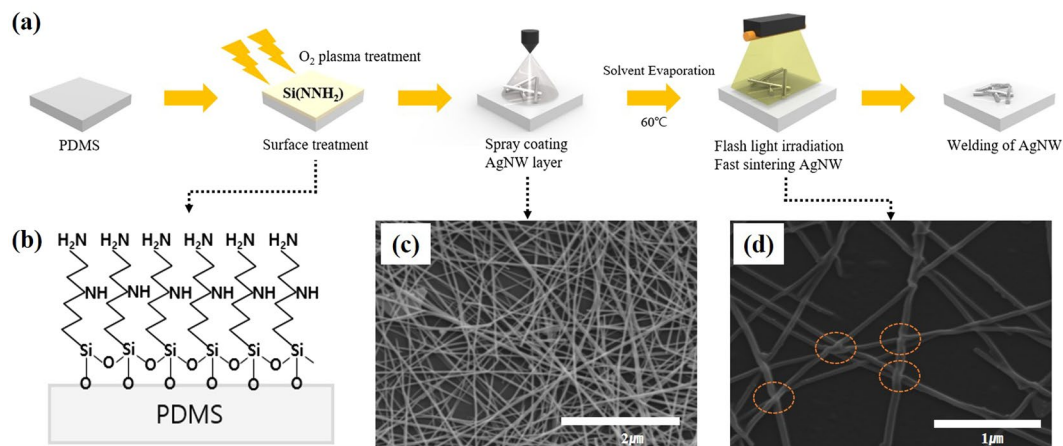 (a)
O₂ plasma treatment
Si(NNH₂)
Solvent Evaporation
60℃
PDMS
Surface treatment
Spray coating
AgNW layer
Flash light irradiation
Fast sintering AgNW
Welding of AgNW
(b)
H₂N H₂N H₂N H₂N H₂N H₂N
NH NH NH NH NH NH
Si O Si O Si O Si O Si O Si
O O O O O O
PDMS
(c)
2㎛
(d)
1㎛